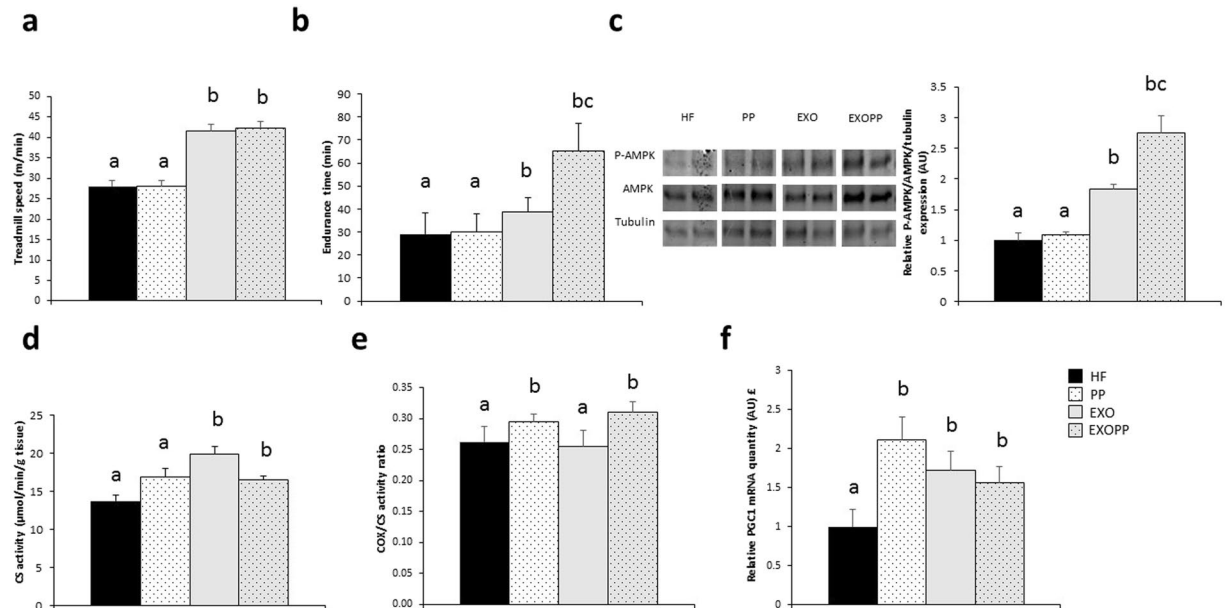 a
Treadmill speed (m/min)
50
45
40
35
30
25
20
15
10
5
0
a
a
b
b
b
Endurance time (min)
90
80
70
60
50
40
30
20
10
0
a
a
b
bc
c
HF PP EXO EXOPP
P-AMPK
AMPK
Tubulin
Relative P-AMPK/AMPK/tubulin
expression (AU)
3.5
3
2.5
2
1.5
1
0.5
0
a
a
b
bc
d
CS activity (µmol/min/g tissue)
25
20
15
10
5
0
a
a
b
b
e
COX/CS activity ratio
0.35
0.30
0.25
0.20
0.15
0.10
0.05
0.00
a
b
a
b
f
Relative PGC1 mRNA quantity (AU) £
3
2.5
2
1.5
1
0.5
0
a
b
b
b
HF
PP
EXO
EXOPP